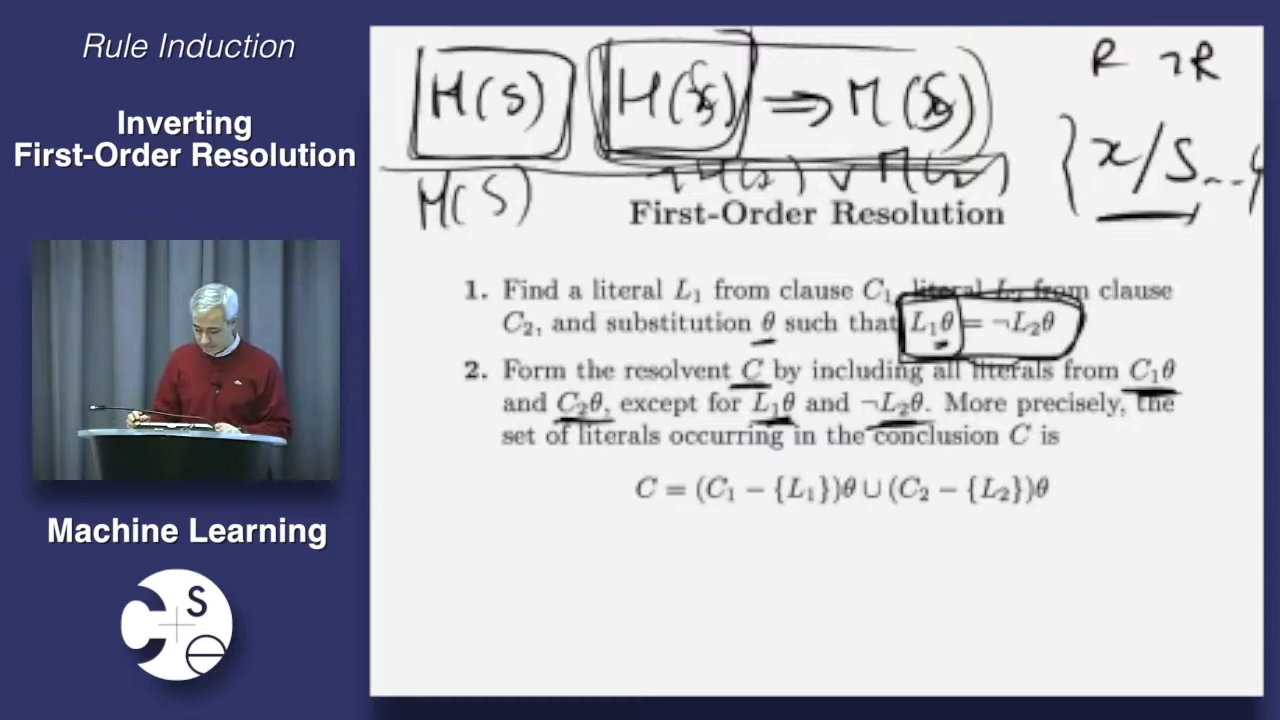 Rule Induction
Inverting
First-Order Resolution
Machine Learning
C S e
H(S) H(x) ⇒ M(x)
¬H(x) ∨ M(x)
M(S)
R ¬R
{x/S...}
First-Order Resolution
1. Find a literal L₁ from clause C₁, literal L₂ from clause
C₂, and substitution θ such that L₁θ = ¬L₂θ
2. Form the resolvent C by including all literals from C₁θ
and C₂θ, except for L₁θ and ¬L₂θ. More precisely, the
set of literals occurring in the conclusion C is
C = (C₁ − {L₁})θ ∪ (C₂ − {L₂})θ